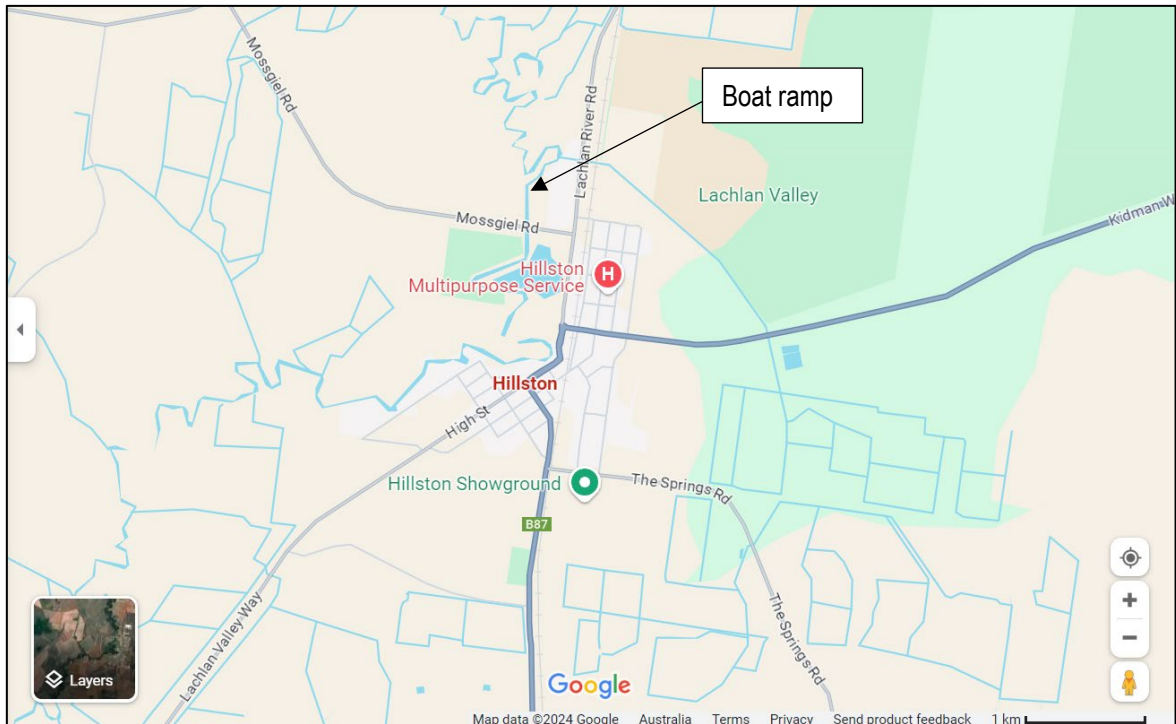 Mossgiel Rd
Lachlan River Rd
Boat ramp
Lachlan Valley
Kidman W
Mossgiel Rd
Hillston
Multipurpose Service
H
Hillston
High St
Hillston Showground
The Springs Rd
B87
Lachlan Valley Way
The Springs Rd
Layers
Google
Map data ©2024 Google Australia Terms Privacy Send product feedback 1 km